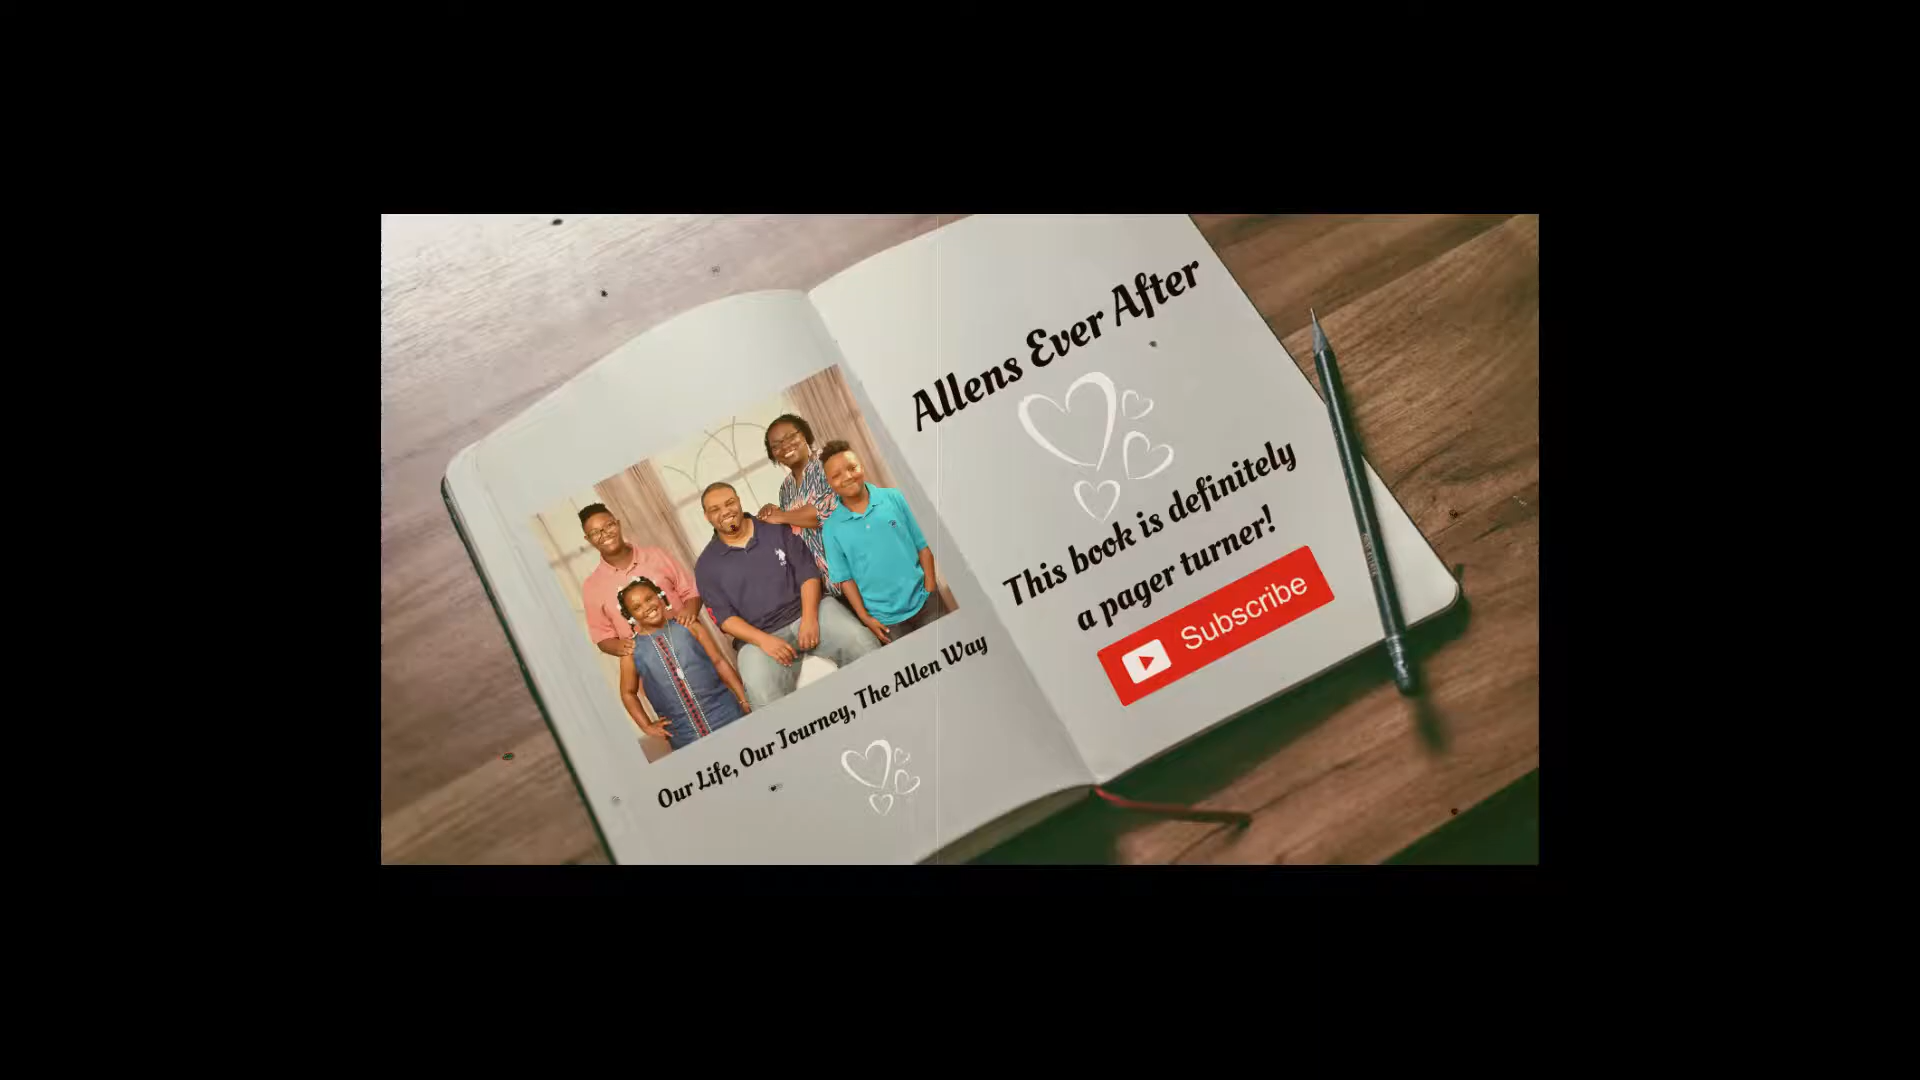 Our Life, Our Journey, The Allen Way
Allens Ever After
This book is definitely
a pager turner!
Subscribe